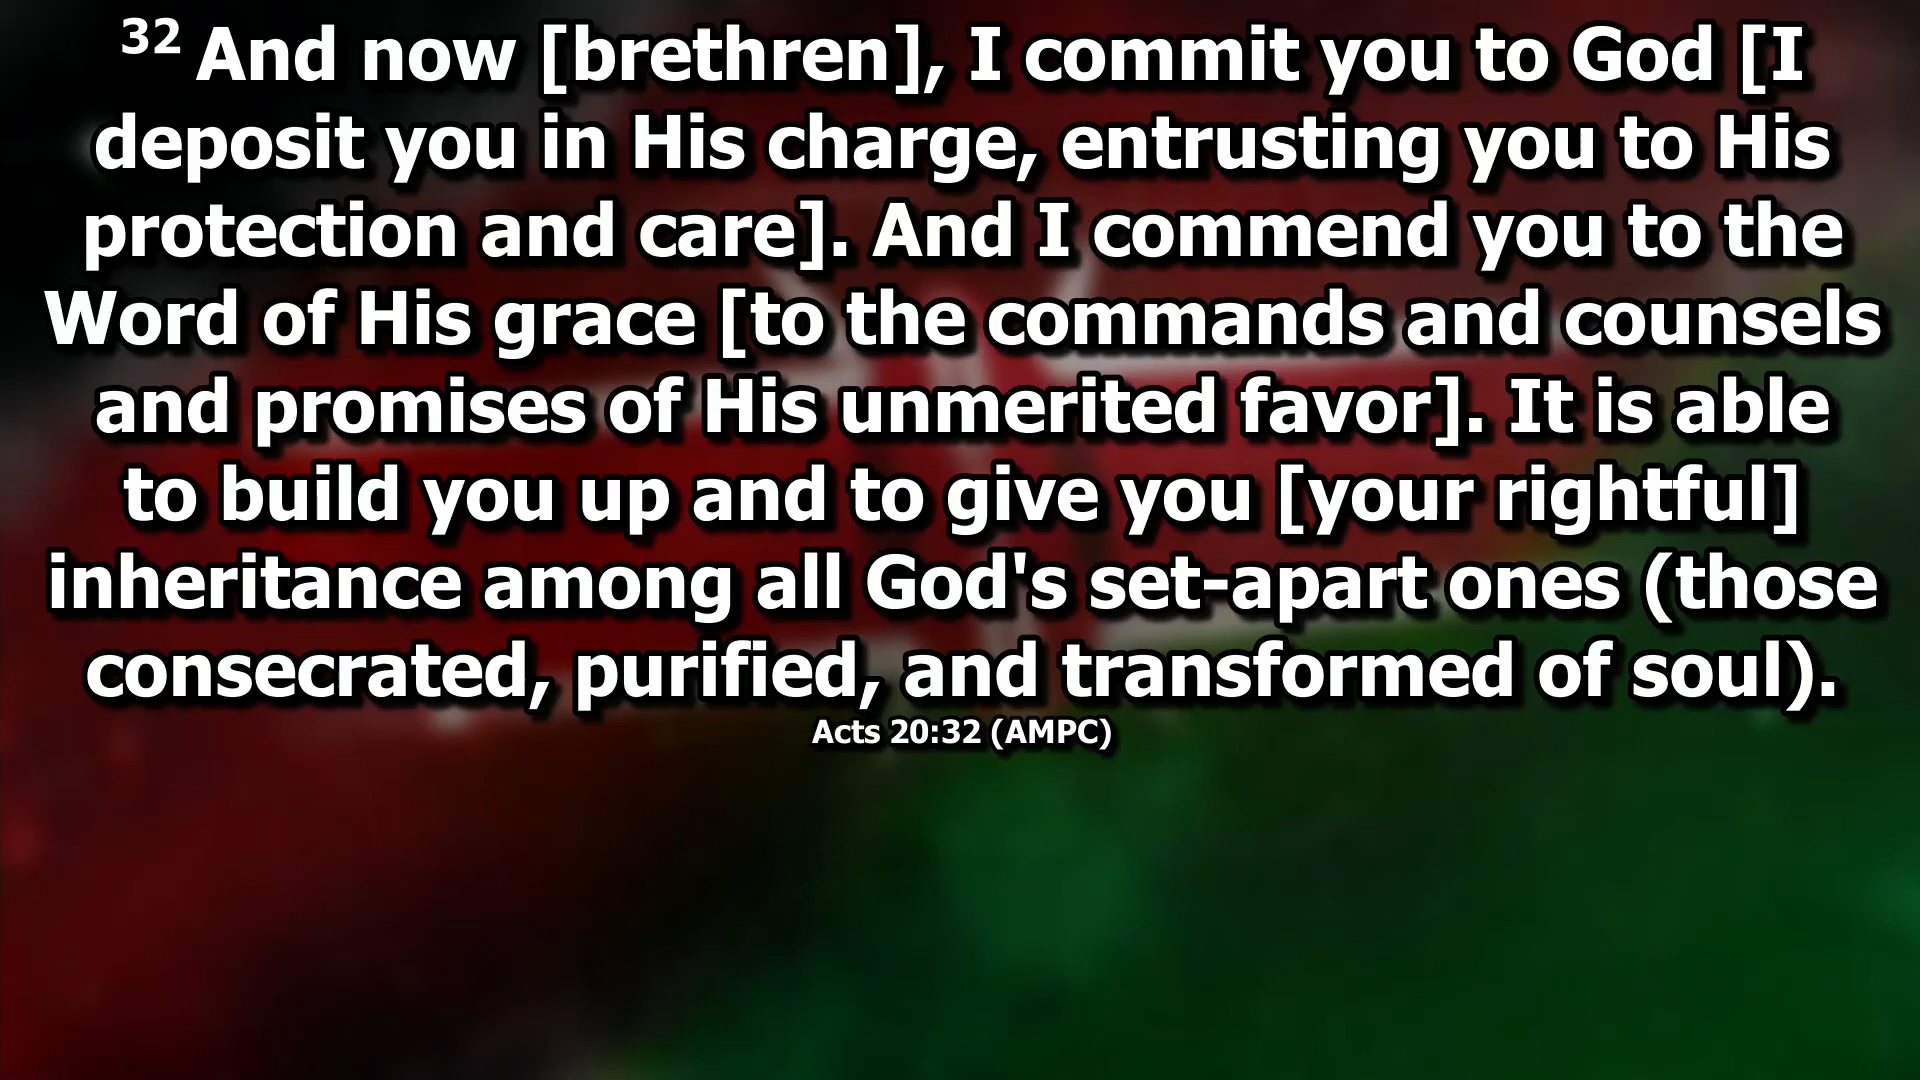 32 And now [brethren], I commit you to God [I
deposit you in His charge, entrusting you to His
protection and care]. And I commend you to the
Word of His grace [to the commands and counsels
and promises of His unmerited favor]. It is able
to build you up and to give you [your rightful]
inheritance among all God's set-apart ones (those
consecrated, purified, and transformed of soul).
Acts 20:32 (AMPC)